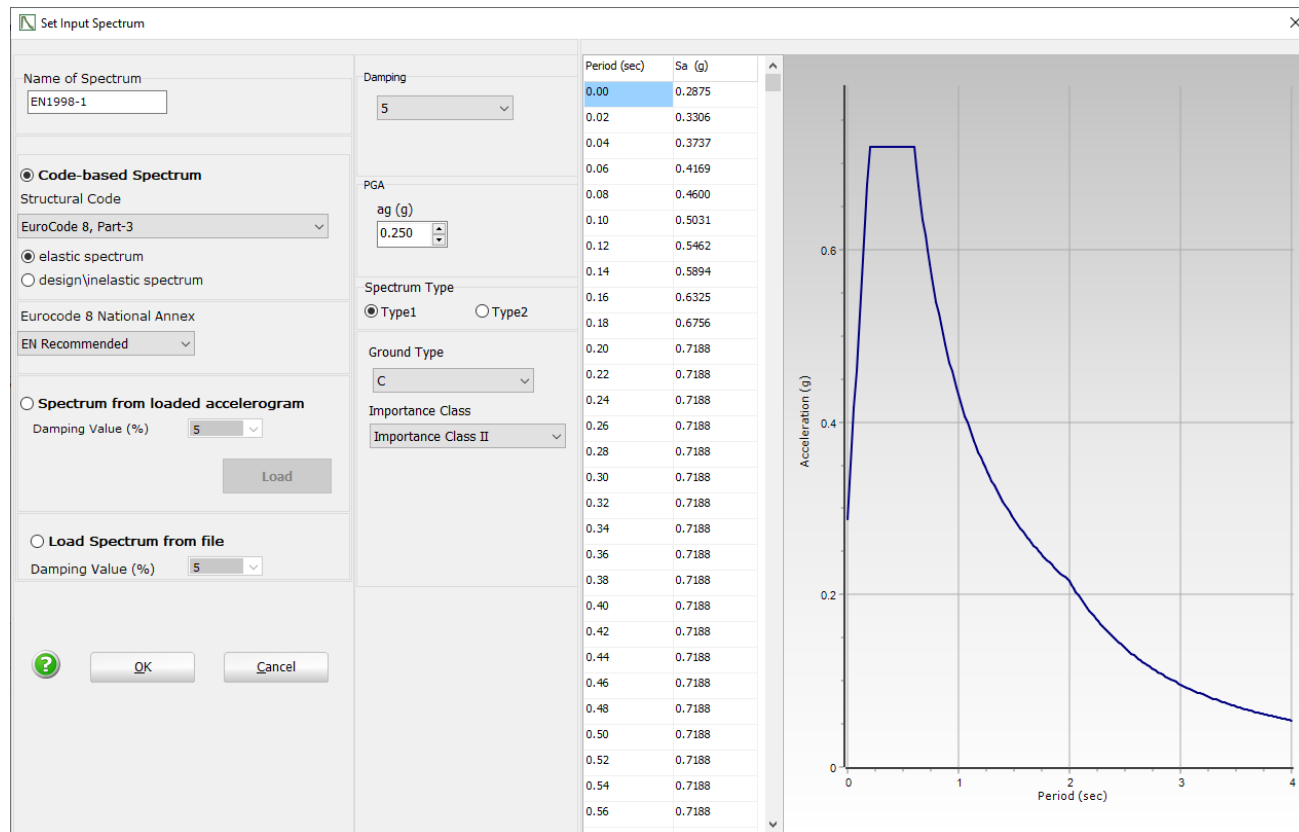 Set Input Spectrum
Name of Spectrum
EN1998-1
Code-based Spectrum
Structural Code
EuroCode 8, Part-3
elastic spectrum
design\inelastic spectrum
Eurocode 8 National Annex
EN Recommended
Spectrum from loaded accelerogram
Damping Value (%) 5
Load
Load Spectrum from file
Damping Value (%) 5
? OK Cancel
Damping
5
PGA
ag (g)
0.250
Spectrum Type
Type1 Type2
Ground Type
C
Importance Class
Importance Class II
Period (sec) Sa (g)
0.00 0.2875
0.02 0.3306
0.04 0.3737
0.06 0.4169
0.08 0.4600
0.10 0.5031
0.12 0.5462
0.14 0.5894
0.16 0.6325
0.18 0.6756
0.20 0.7188
0.22 0.7188
0.24 0.7188
0.26 0.7188
0.28 0.7188
0.30 0.7188
0.32 0.7188
0.34 0.7188
0.36 0.7188
0.38 0.7188
0.40 0.7188
0.42 0.7188
0.44 0.7188
0.46 0.7188
0.48 0.7188
0.50 0.7188
0.52 0.7188
0.54 0.7188
0.56 0.7188
Acceleration (g)
0.6
0.4
0.2
0
0 1 2 3 4
Period (sec)